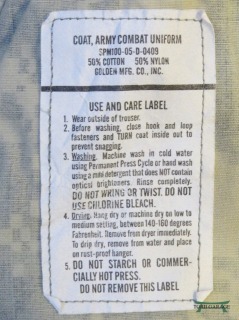 COAT, ARMY COMBAT UNIFORM
SPM100-05-D-0409
50% COTTON 50% NYLON
GOLDEN MFG. CO., INC.
USE AND CARE LABEL
1. Wear outside of trouser.
2. Before washing, close hook and loop
fasteners and TURN coat inside out to
prevent snagging.
3. Washing. Machine wash in cold water
using Permanent Press Cycle or hand wash
using a mild detergent that does NOT contain
optical brighteners. Rinse completely.
DO NOT WRING OR TWIST. DO NOT
USE CHLORINE BLEACH.
4. Drying. Hang dry or machine dry on low to
medium setting, between 140-160 degrees
Fahrenheit. Remove from dryer immediately.
To drip dry, remove from water and place
on rust-proof hanger.
5. DO NOT STARCH OR COMMER-
CIALLY HOT PRESS.
DO NOT REMOVE THIS LABEL